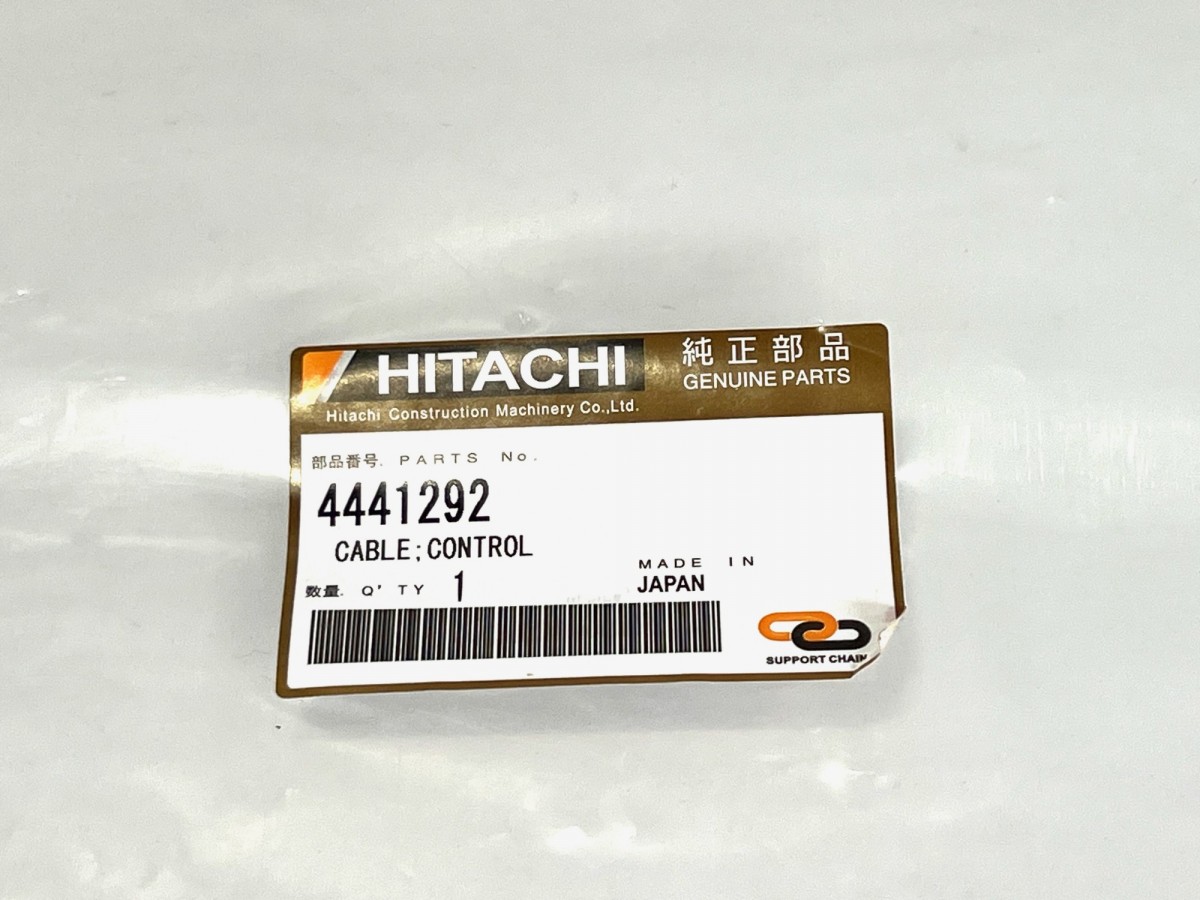 HITACHI
純正部品
GENUINE PARTS
Hitachi Construction Machinery Co.,Ltd.
部品番号. PARTS No.
4441292
CABLE;CONTROL
数量. Q'TY 1
MADE IN
JAPAN
SUPPORT CHAIN